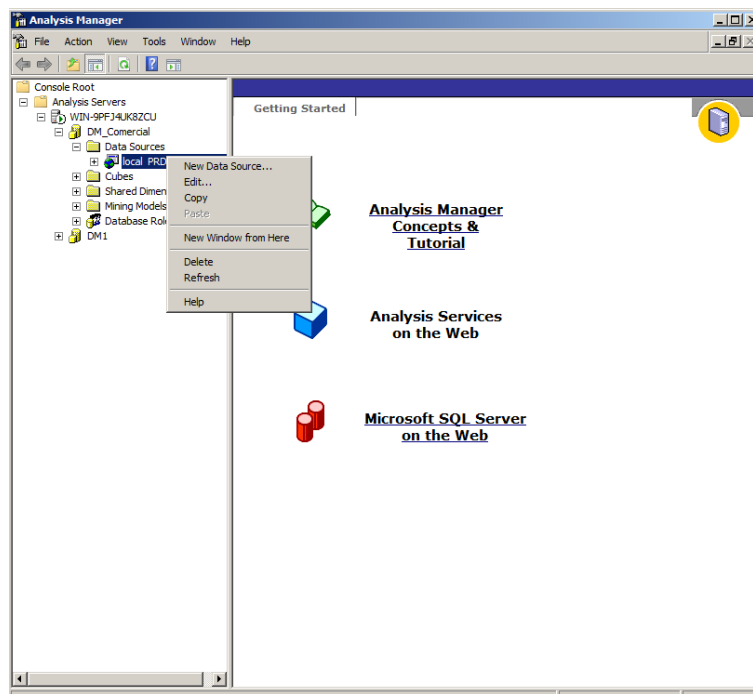 Analysis Manager
File Action View Tools Window Help
Console Root
Analysis Servers
WIN-9PFJ4UK8ZCU
DM_Comercial
Data Sources
local PRD
Cubes
Shared Dimen
Mining Models
Database Rol
DM1
New Data Source...
Edit...
Copy
Paste
New Window from Here
Delete
Refresh
Help
Getting Started
Analysis Manager
Concepts &
Tutorial
Analysis Services
on the Web
Microsoft SQL Server
on the Web